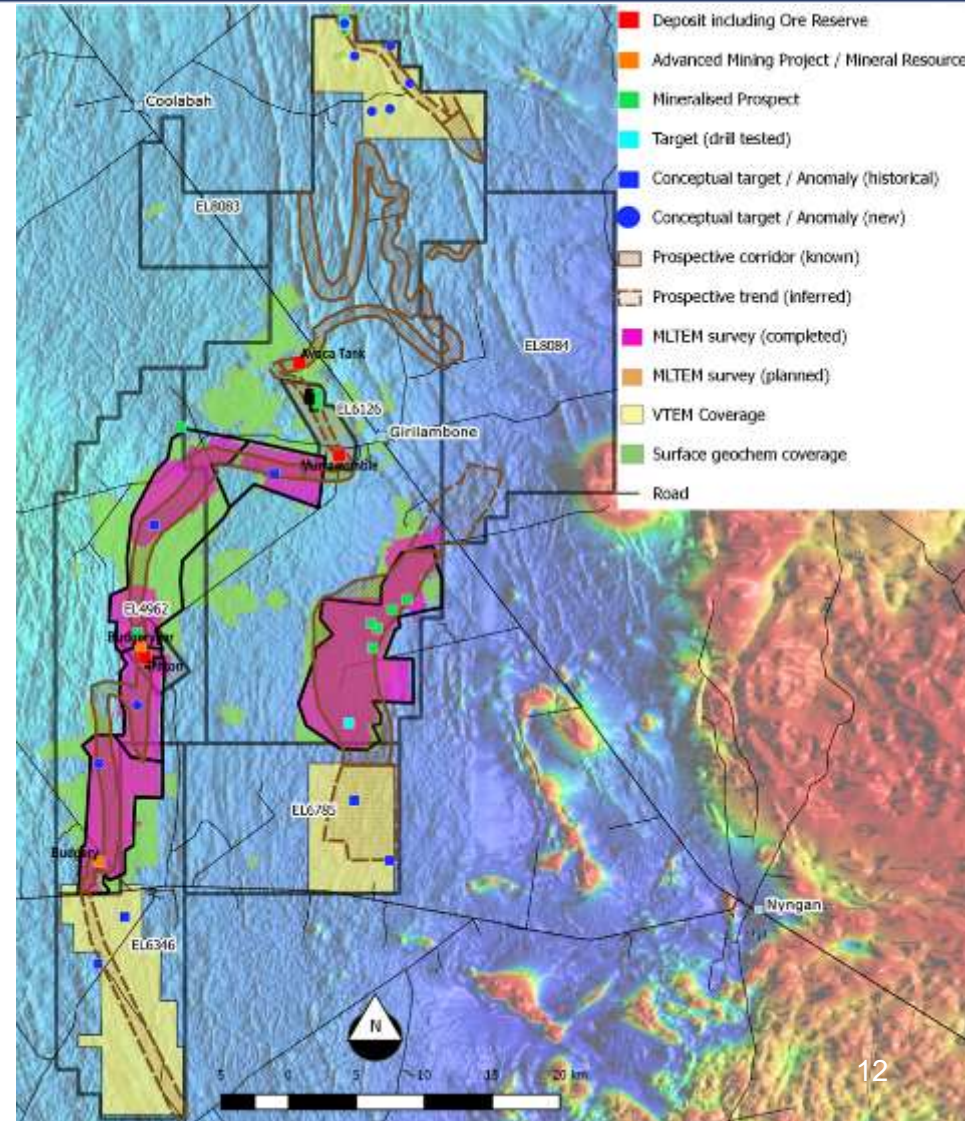 Deposit including Ore Reserve
Advanced Mining Project / Mineral Resource
Mineralised Prospect
Target (drill tested)
Conceptual target / Anomaly (historical)
Conceptual target / Anomaly (new)
Prospective corridor (known)
Prospective trend (inferred)
MLTEM survey (completed)
MLTEM survey (planned)
VTEM Coverage
Surface geochem coverage
Road
Coolabah
EL8083
EL8084
Avoca Tank
EL6126
Girilambone
Murrawombie
EL4962
EL6785
Budgery
Nyngan
EL6346
N
5 0 5 10 15 20 km
12